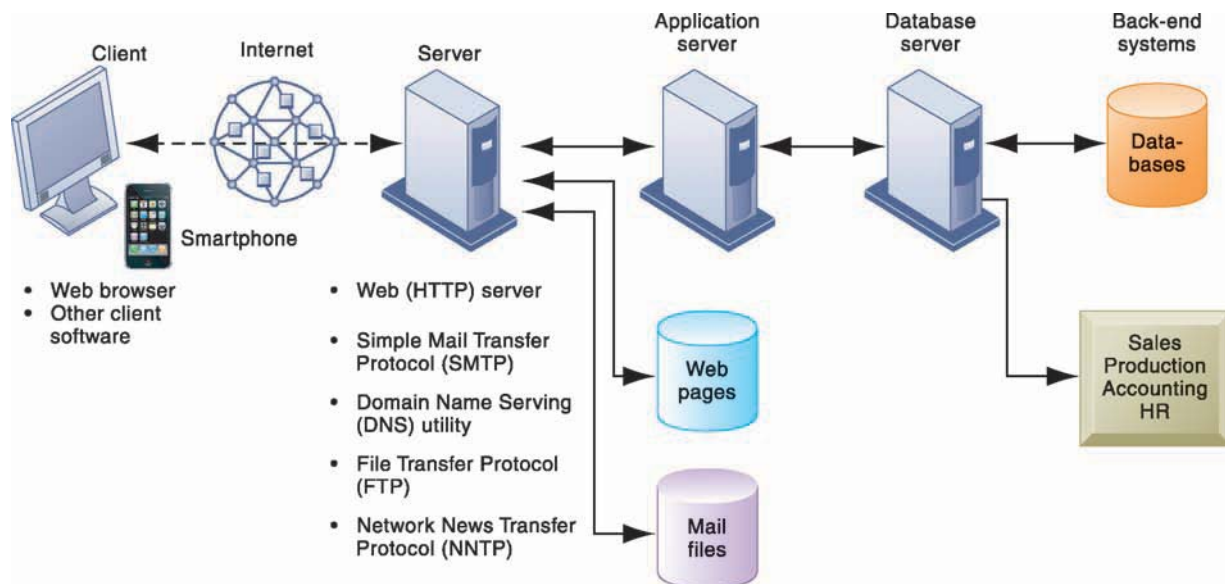 Client
Internet
Server
Application
server
Database
server
Back-end
systems
Data-
bases
Smartphone
• Web browser
• Other client
software
• Web (HTTP) server
• Simple Mail Transfer
Protocol (SMTP)
• Domain Name Serving
(DNS) utility
• File Transfer Protocol
(FTP)
• Network News Transfer
Protocol (NNTP)
Web
pages
Mail
files
Sales
Production
Accounting
HR